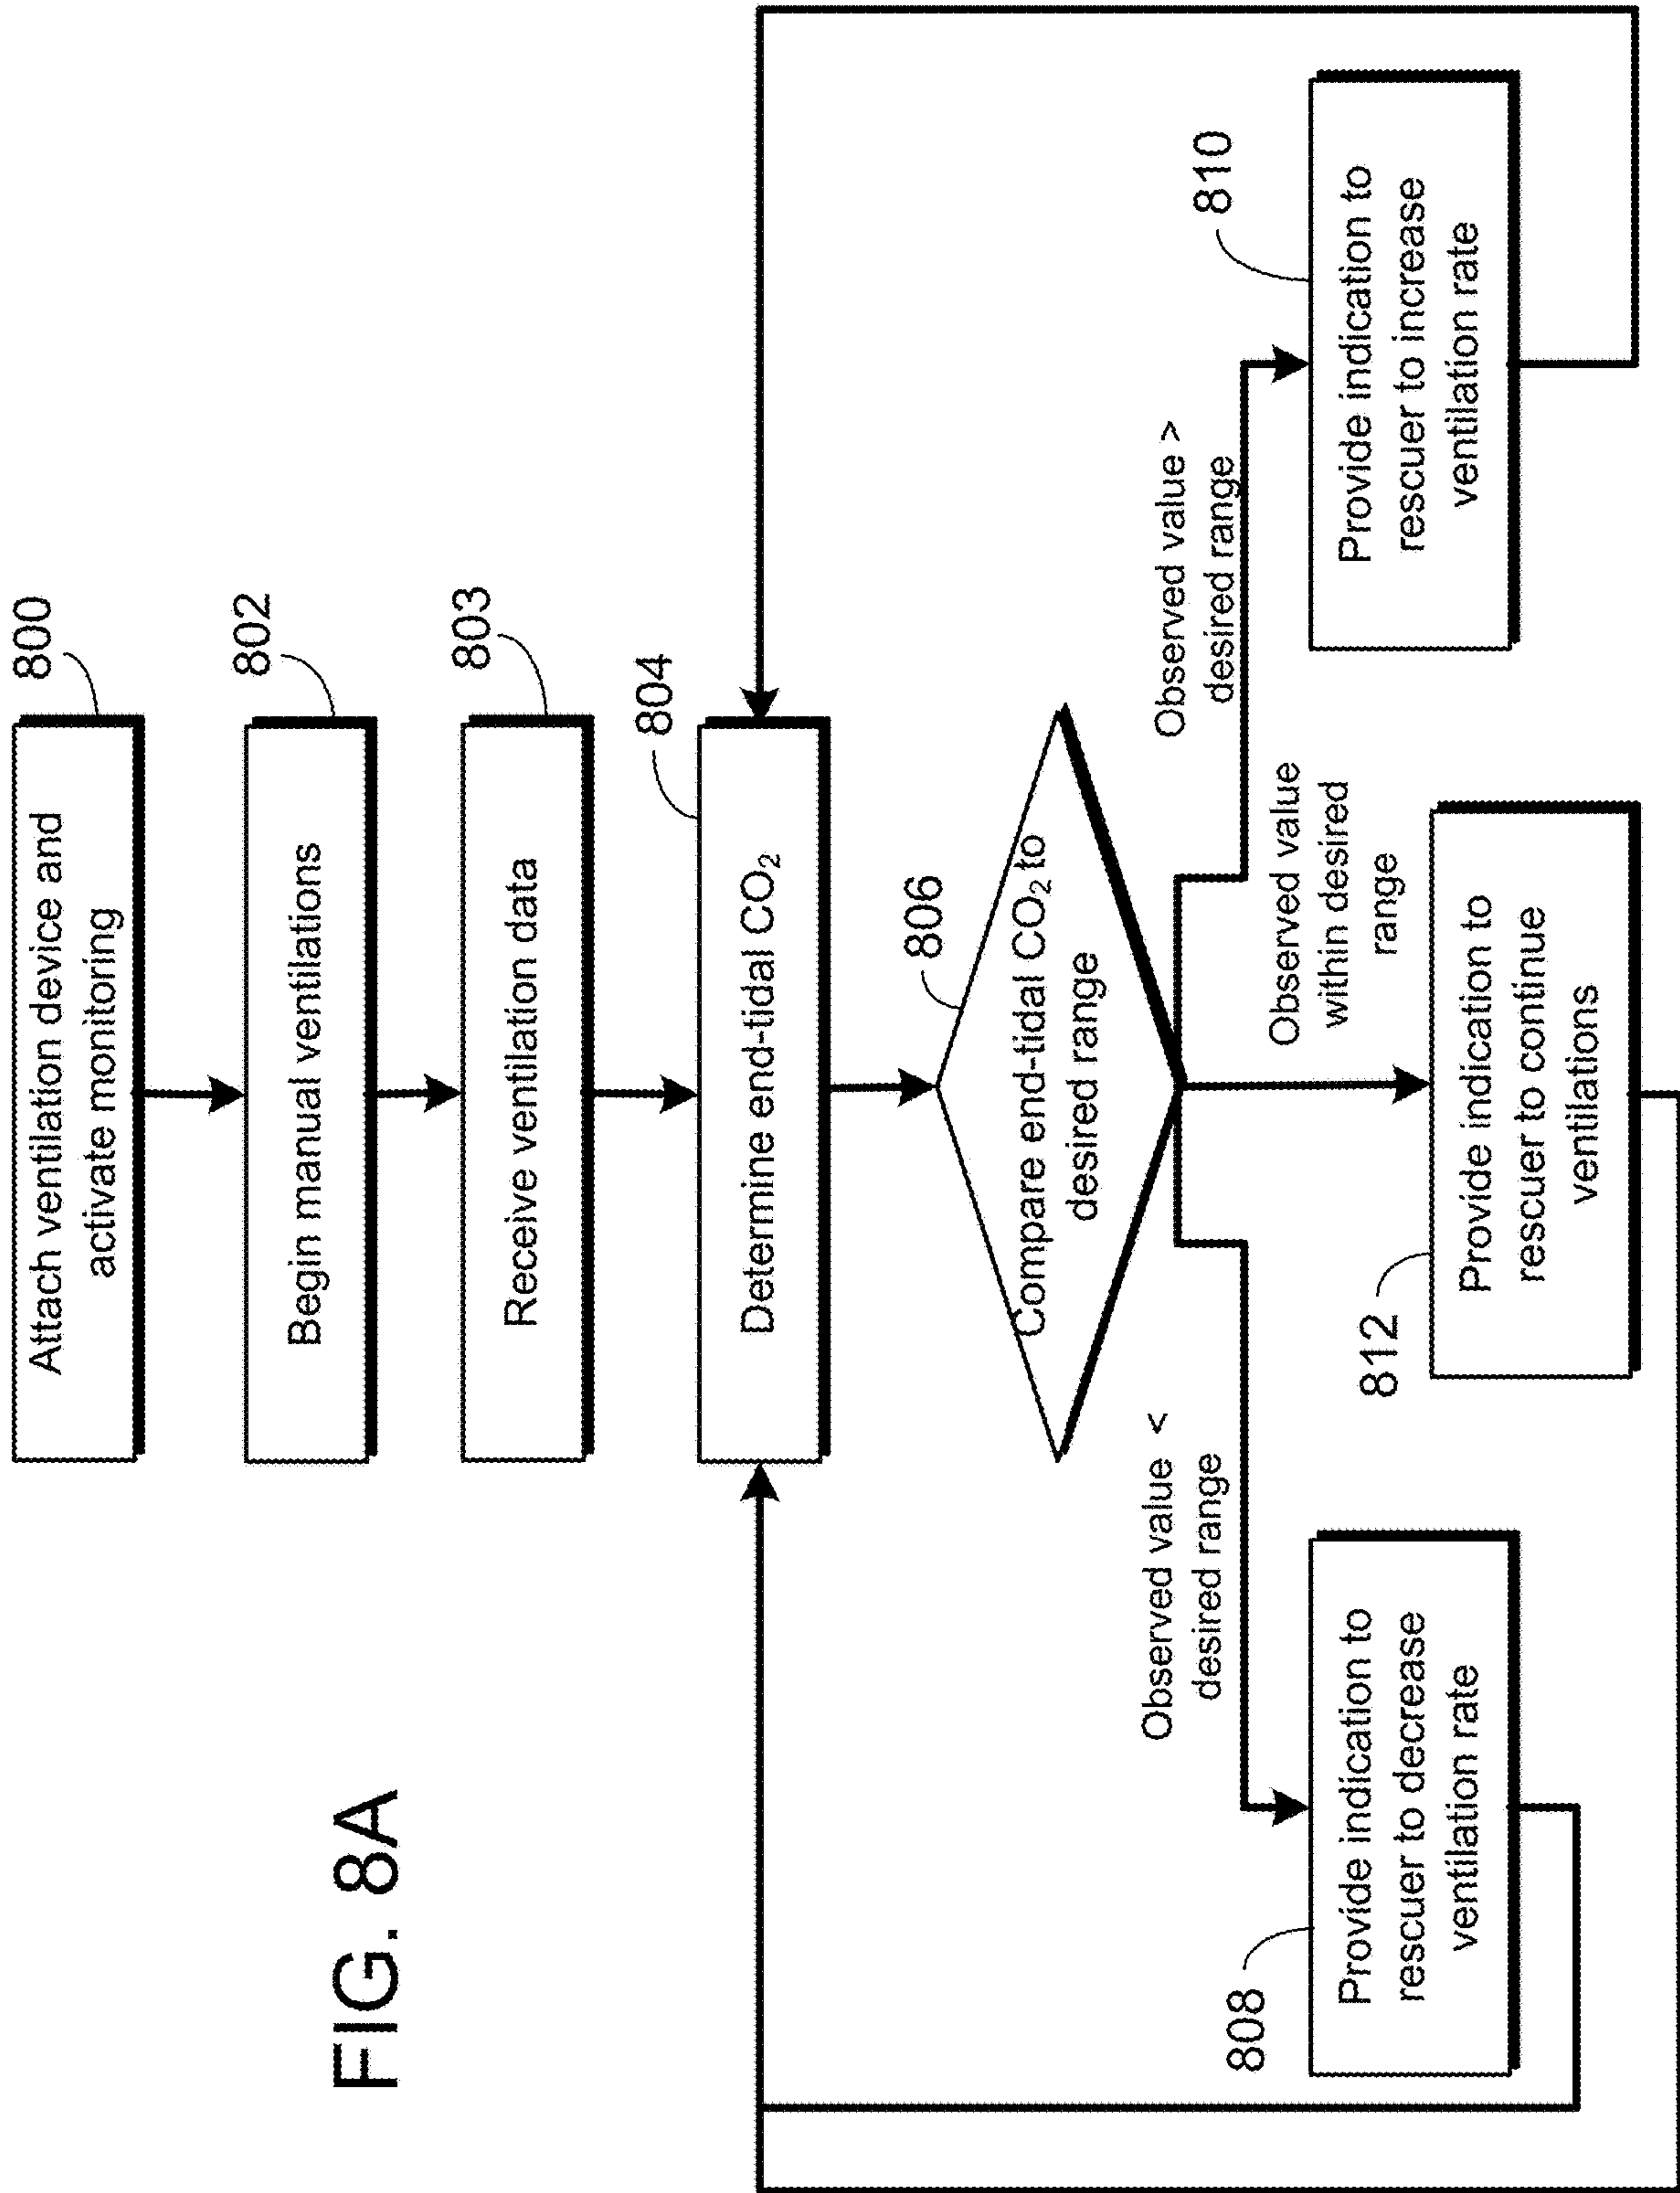 FIG. 8A
800
Attach ventilation device and
activate monitoring
802
Begin manual ventilations
803
Receive ventilation data
804
Determine end-tidal CO₂
806
Compare end-tidal CO₂ to
desired range
Observed value <
desired range
Observed value
within desired
range
Observed value >
desired range
808
Provide indication to
rescuer to decrease
ventilation rate
812
Provide indication to
rescuer to continue
ventilations
810
Provide indication to
rescuer to increase
ventilation rate